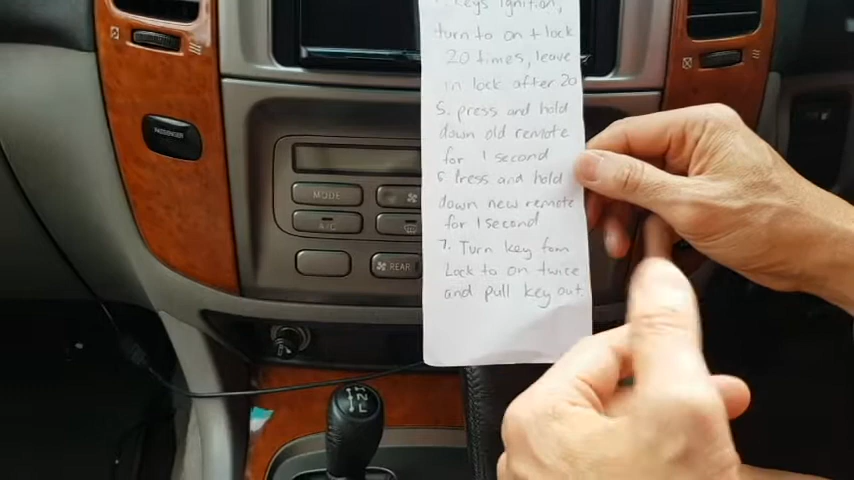 keys ignition,
turn to on + lock
20 times, leave
in lock after 20
5. press and hold
down old remote
for 1 second
6. press and hold
down new remote
for 1 second
7. Turn key from
Lock to on twice
and pull key out
PASSENGER
MODE
A/C
REAR